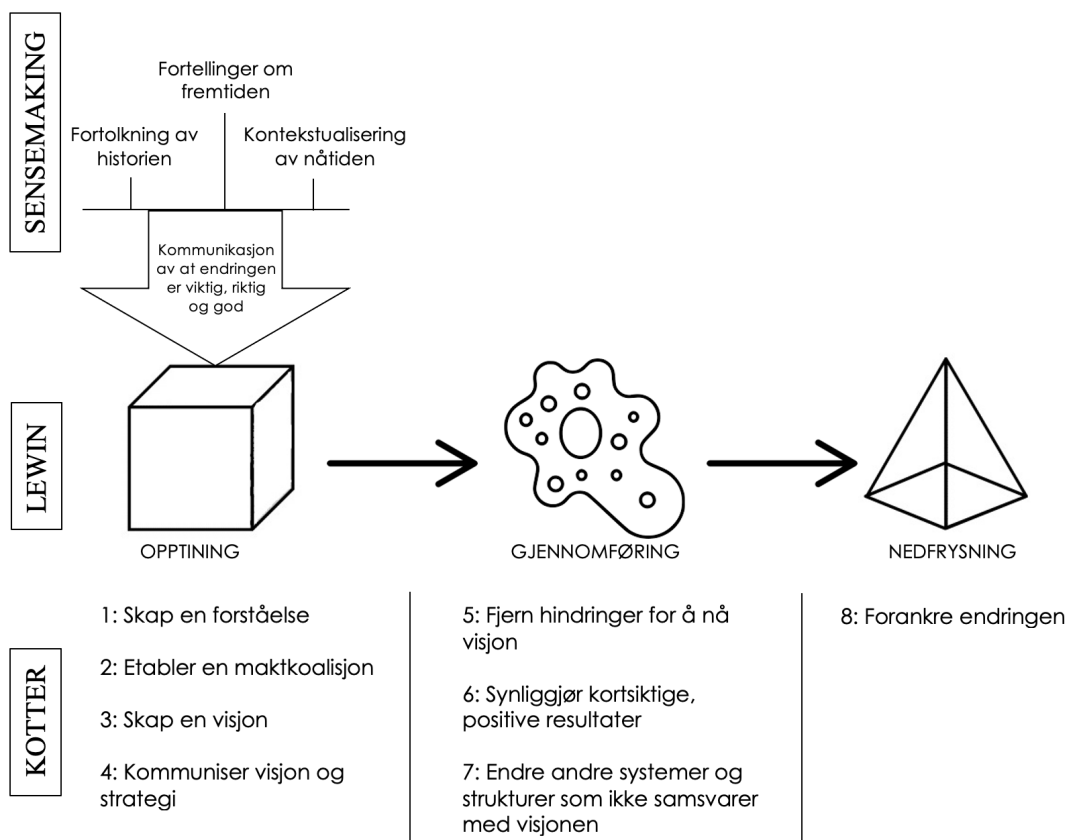 SENSEMAKING
Fortellinger om
fremtiden
Fortolkning av
historien
Kontekstualisering
av nåtiden
Kommunikasjon
av at endringen
er viktig, riktig
og god
LEWIN
OPPTINING
GJENNOMFØRING
NEDFRYSNING
KOTTER
1: Skap en forståelse
2: Etabler en maktkoalisjon
3: Skap en visjon
4: Kommuniser visjon og
strategi
5: Fjern hindringer for å nå
visjon
6: Synliggjør kortsiktige,
positive resultater
7: Endre andre systemer og
strukturer som ikke samsvarer
med visjonen
8: Forankre endringen